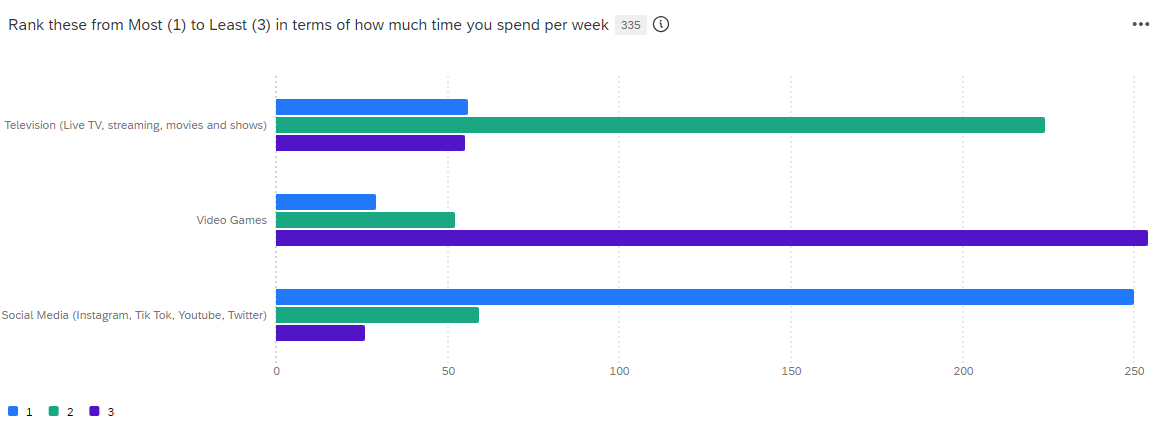 Rank these from Most (1) to Least (3) in terms of how much time you spend per week 335
Television (Live TV, streaming, movies and shows)
Video Games
Social Media (Instagram, Tik Tok, Youtube, Twitter)
0 50 100 150 200 250
1 2 3